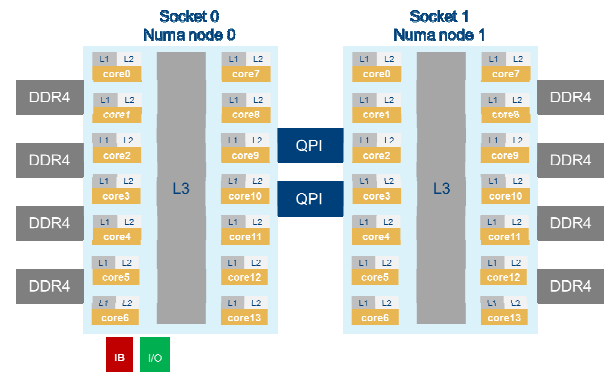 Socket 0
Numa node 0
Socket 1
Numa node 1
DDR4
DDR4
DDR4
DDR4
L1 L2
core0
L1 L2
core1
L1 L2
core2
L1 L2
core3
L1 L2
core4
L1 L2
core5
L1 L2
core6
L3
L1 L2
core7
L1 L2
core8
L1 L2
core9
L1 L2
core10
L1 L2
core11
L1 L2
core12
L1 L2
core13
QPI
QPI
L1 L2
core0
L1 L2
core1
L1 L2
core2
L1 L2
core3
L1 L2
core4
L1 L2
core5
L1 L2
core6
L3
L1 L2
core7
L1 L2
core8
L1 L2
core9
L1 L2
core10
L1 L2
core11
L1 L2
core12
L1 L2
core13
DDR4
DDR4
DDR4
DDR4
IB
I/O